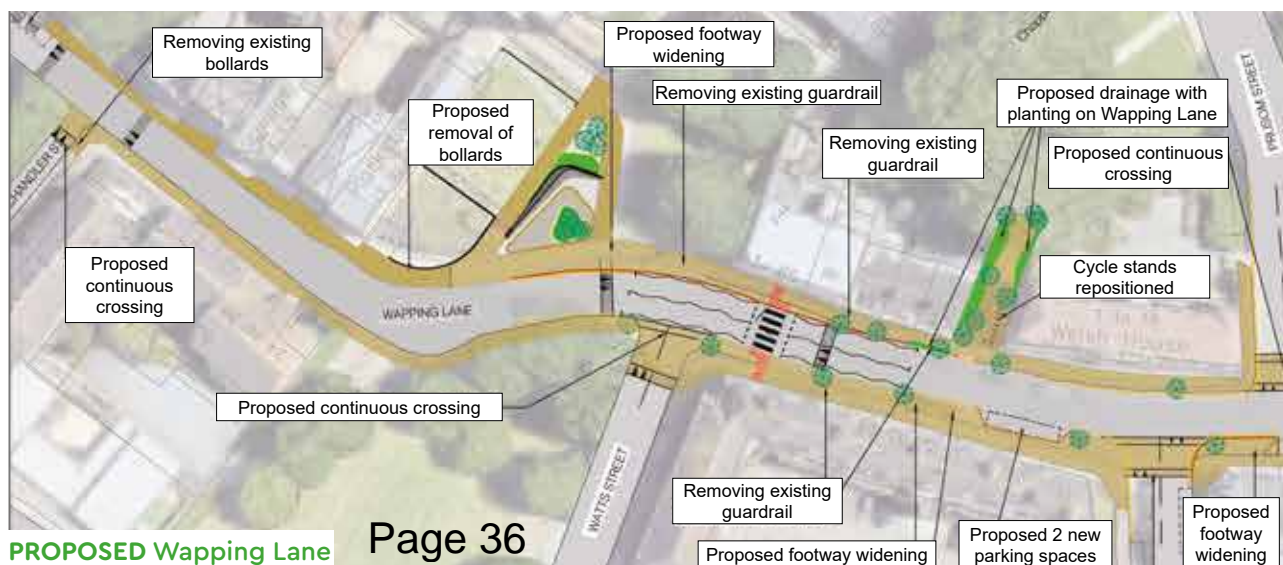 Removing existing
bollards
Proposed footway
widening
Removing existing guardrail
Proposed
removal of
bollards
Removing existing
guardrail
Proposed drainage with
planting on Wapping Lane
Proposed continuous
crossing
PRUSOM STREET
CHANDLER ST
Proposed
continuous
crossing
WAPPING LANE
Cycle stands
repositioned
Proposed continuous crossing
WATTS STREET
Removing existing
guardrail
Proposed footway widening
Proposed 2 new
parking spaces
Proposed
footway
widening
PROPOSED Wapping Lane
Page 36